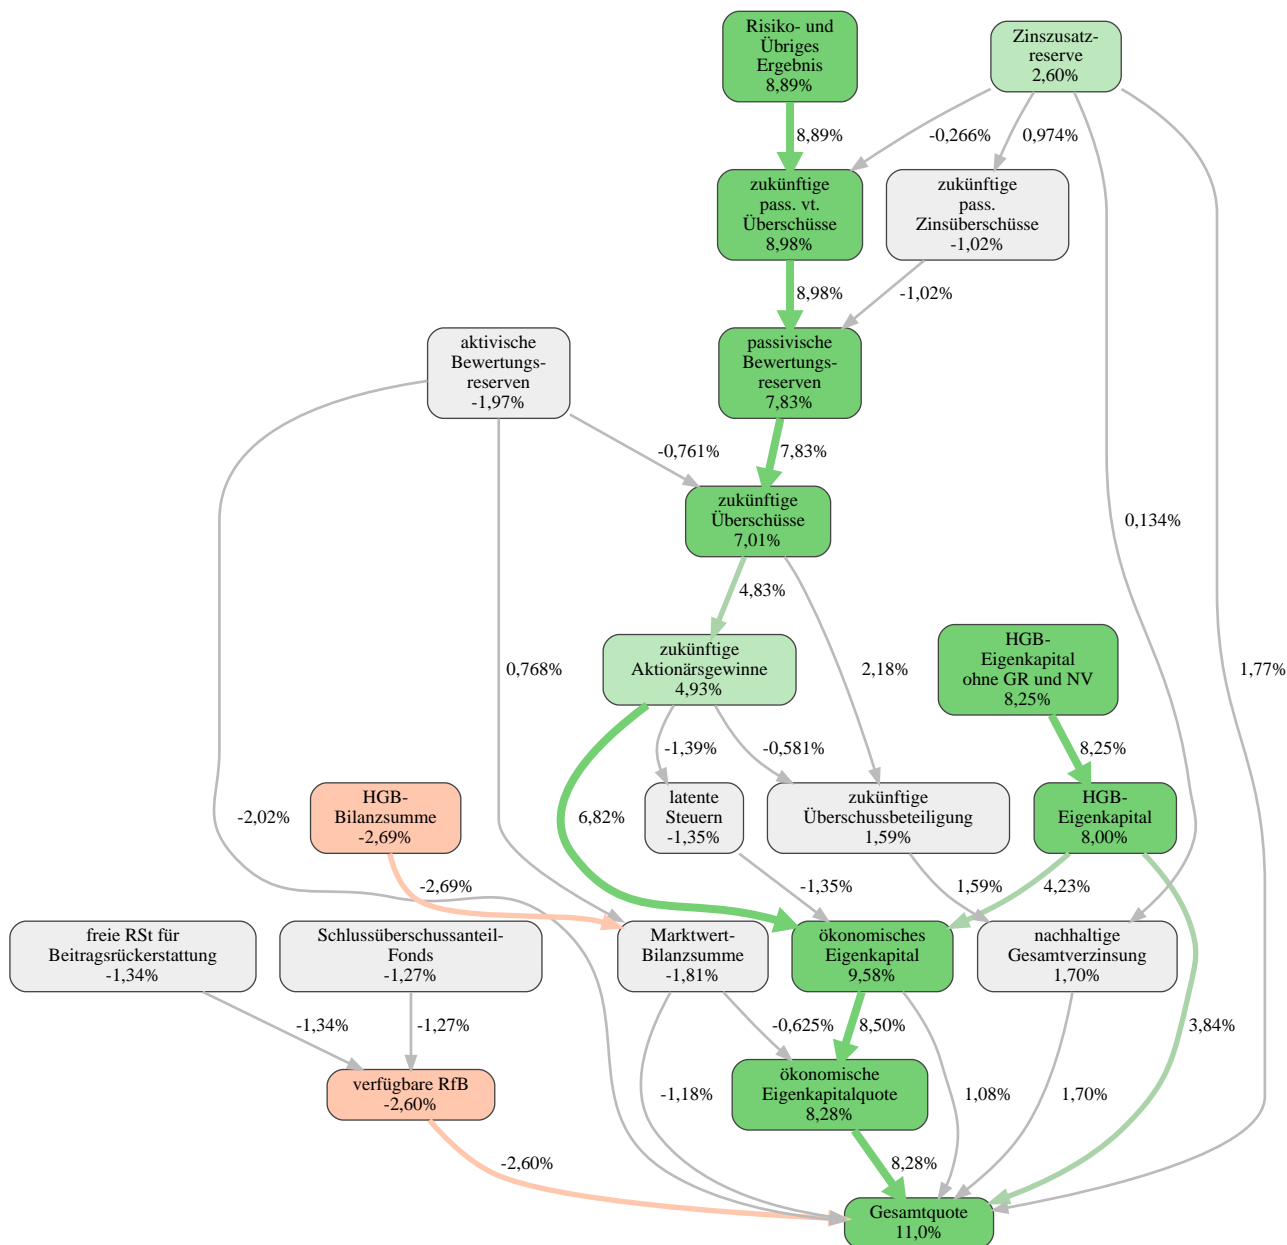 Risiko- und
Übriges
Ergebnis
8,89%
Zinszusatz-
reserve
2,60%
8,89%
-0,266%
0,974%
zukünftige
pass. vt.
Überschüsse
8,98%
zukünftige
pass.
Zinsüberschüsse
-1,02%
8,98%
-1,02%
aktivische
Bewertungs-
reserven
-1,97%
passivische
Bewertungs-
reserven
7,83%
-0,761%
7,83%
zukünftige
Überschüsse
7,01%
0,134%
4,83%
zukünftige
Aktionärsgewinne
4,93%
HGB-
Eigenkapital
ohne GR und NV
8,25%
0,768%
2,18%
1,77%
-1,39%
-0,581%
8,25%
HGB-
Bilanzsumme
-2,69%
latente
Steuern
-1,35%
zukünftige
Überschussbeteiligung
1,59%
HGB-
Eigenkapital
8,00%
-2,02%
6,82%
-2,69%
-1,35%
1,59%
4,23%
freie RSt für
Beitragsrückerstattung
-1,34%
Schlussüberschussanteil-
Fonds
-1,27%
Marktwert-
Bilanzsumme
-1,81%
ökonomisches
Eigenkapital
9,58%
nachhaltige
Gesamtverzinsung
1,70%
-1,34%
-1,27%
-0,625%
8,50%
3,84%
verfügbare RfB
-2,60%
ökonomische
Eigenkapitalquote
8,28%
-1,18%
1,08%
1,70%
-2,60%
8,28%
Gesamtquote
11,0%